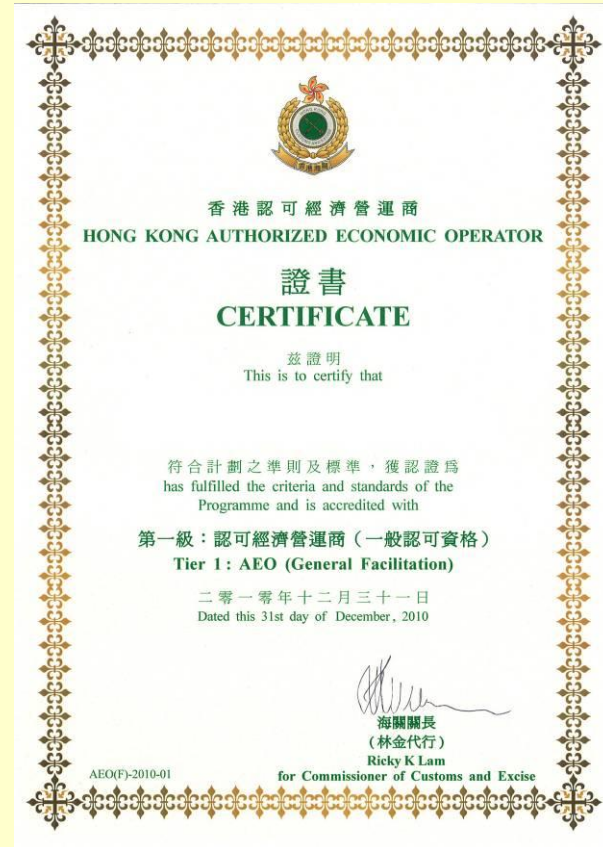 香港海關
香港認可經濟營運商
HONG KONG AUTHORIZED ECONOMIC OPERATOR
證書
CERTIFICATE
玆證明
This is to certify that
符合計劃之準則及標準，獲認證爲
has fulfilled the criteria and standards of the
Programme and is accredited with
第一級：認可經濟營運商（一般認可資格）
Tier 1 : AEO (General Facilitation)
二零一零年十二月三十一日
Dated this 31st day of December, 2010
海關關長
（林金代行）
Ricky K Lam
AEO(F)-2010-01 for Commissioner of Customs and Excise